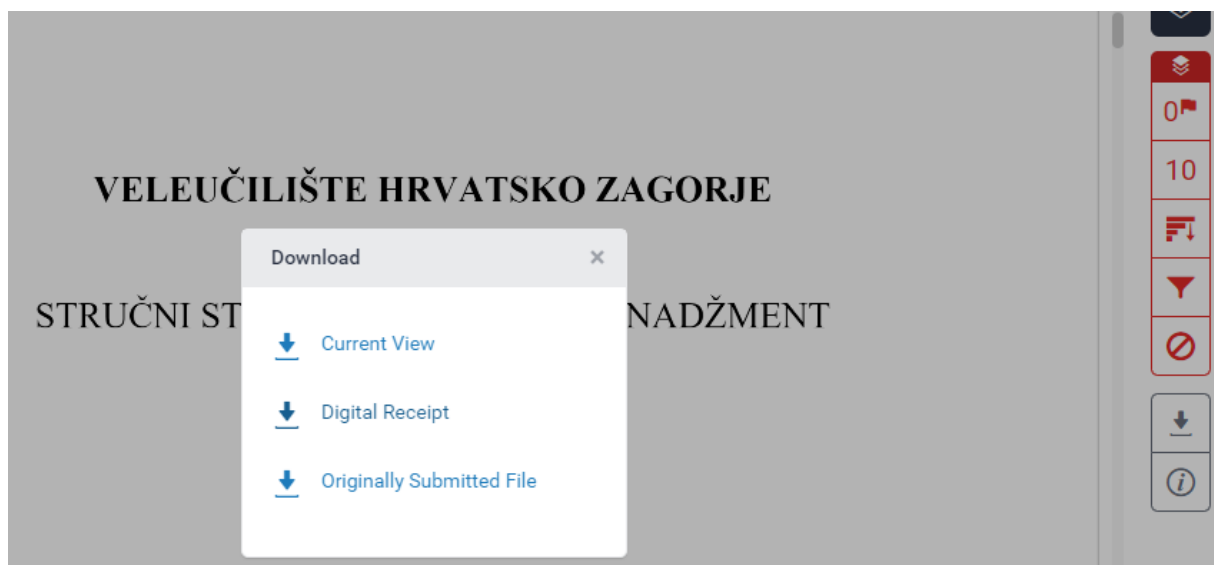 0
10
VELEUČILIŠTE HRVATSKO ZAGORJE
Download
STRUČNI ST NADŽMENT
Current View
Digital Receipt
Originally Submitted File